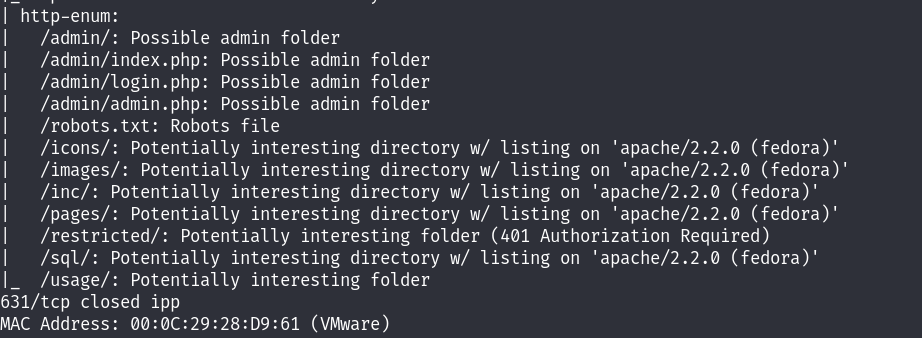 | http-enum:
|   /admin/: Possible admin folder
|   /admin/index.php: Possible admin folder
|   /admin/login.php: Possible admin folder
|   /admin/admin.php: Possible admin folder
|   /robots.txt: Robots file
|   /icons/: Potentially interesting directory w/ listing on 'apache/2.2.0 (fedora)'
|   /images/: Potentially interesting directory w/ listing on 'apache/2.2.0 (fedora)'
|   /inc/: Potentially interesting directory w/ listing on 'apache/2.2.0 (fedora)'
|   /pages/: Potentially interesting directory w/ listing on 'apache/2.2.0 (fedora)'
|   /restricted/: Potentially interesting folder (401 Authorization Required)
|   /sql/: Potentially interesting directory w/ listing on 'apache/2.2.0 (fedora)'
|_  /usage/: Potentially interesting folder
631/tcp closed ipp
MAC Address: 00:0C:29:28:D9:61 (VMware)